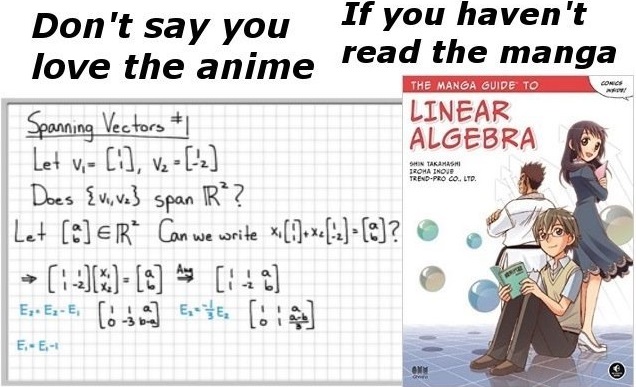 Don't say you
love the anime
If you haven't
read the manga
Spanning Vectors #1
Let v₁= [1 1], v₂ = [1 -2]
Does {v₁,v₂} span ℝ²?
Let [a b] ∈ ℝ² Can we write x₁[1 1]+x₂[1 -2]=[a b]?
⇒ [1 1 1 -2][x₁ x₂] = [a b] Aug ⇒ [1 1 a 1 -2 b]
E₂=E₂-E₁ [1 1 a 0 -3 b-a] E₂=-1/3E₂ [1 1 a 0 1 a-b/3]
E₁=E₁-1
THE MANGA GUIDE TO
COMICS
INSIDE!
LINEAR
ALGEBRA
SHIN TAKAHASHI
IROHA INOUE
TREND-PRO CO., LTD.